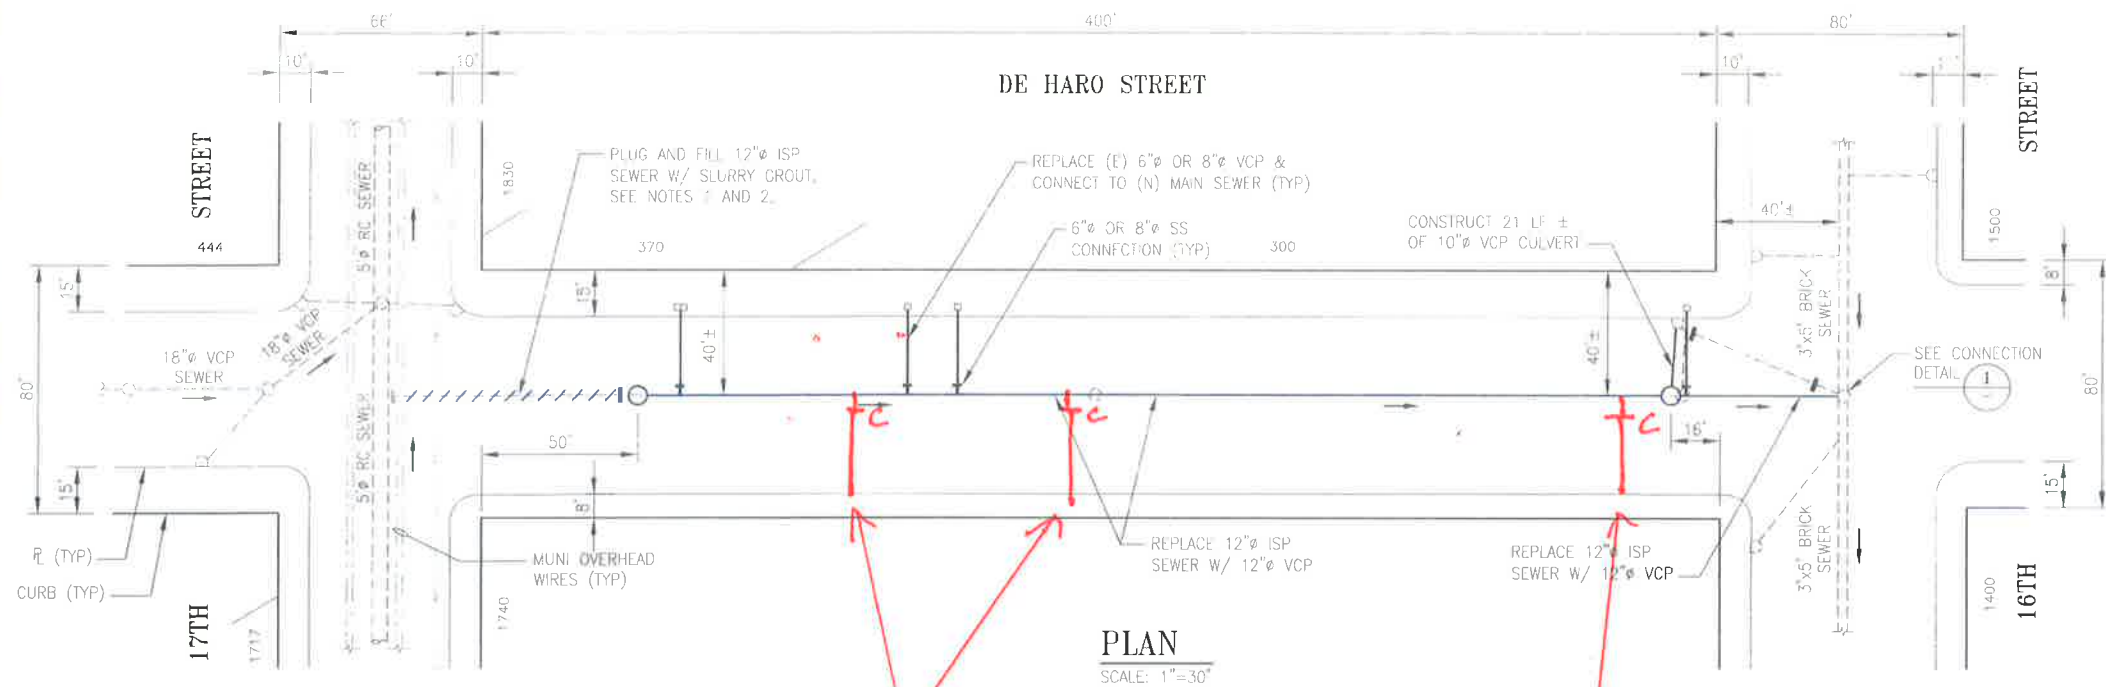 66'
400'
80'
10'
10'
10'
DE HARO STREET
STREET
STREET
444
1830
370
300
1500
5'ø RC SEWER
PLUG AND FILL 12"ø ISP
SEWER W/ SLURRY GROUT.
SEE NOTES 1 AND 2.
REPLACE (E) 6"ø OR 8"ø VCP &
CONNECT TO (N) MAIN SEWER (TYP)
6"ø OR 8"ø SS
CONNECTION (TYP)
CONSTRUCT 21 LF ±
OF 10"ø VCP CULVERT
40'±
15'
15'
8'
18"ø VCP
SEWER
18"ø VCP
SEWER
40'±
40'±
3'x5' BRICK
SEWER
SEE CONNECTION
DETAIL
1
80'
80'
C
C
C
50'
16'
15'
8'
15'
5'ø RC SEWER
PL (TYP)
CURB (TYP)
MUNI OVERHEAD
WIRES (TYP)
REPLACE 12"ø ISP
SEWER W/ 12"ø VCP
REPLACE 12"ø ISP
SEWER W/ 12"ø VCP
3'x5' BRICK
SEWER
17TH
1717
1740
1400
16TH
PLAN
SCALE: 1"=30'